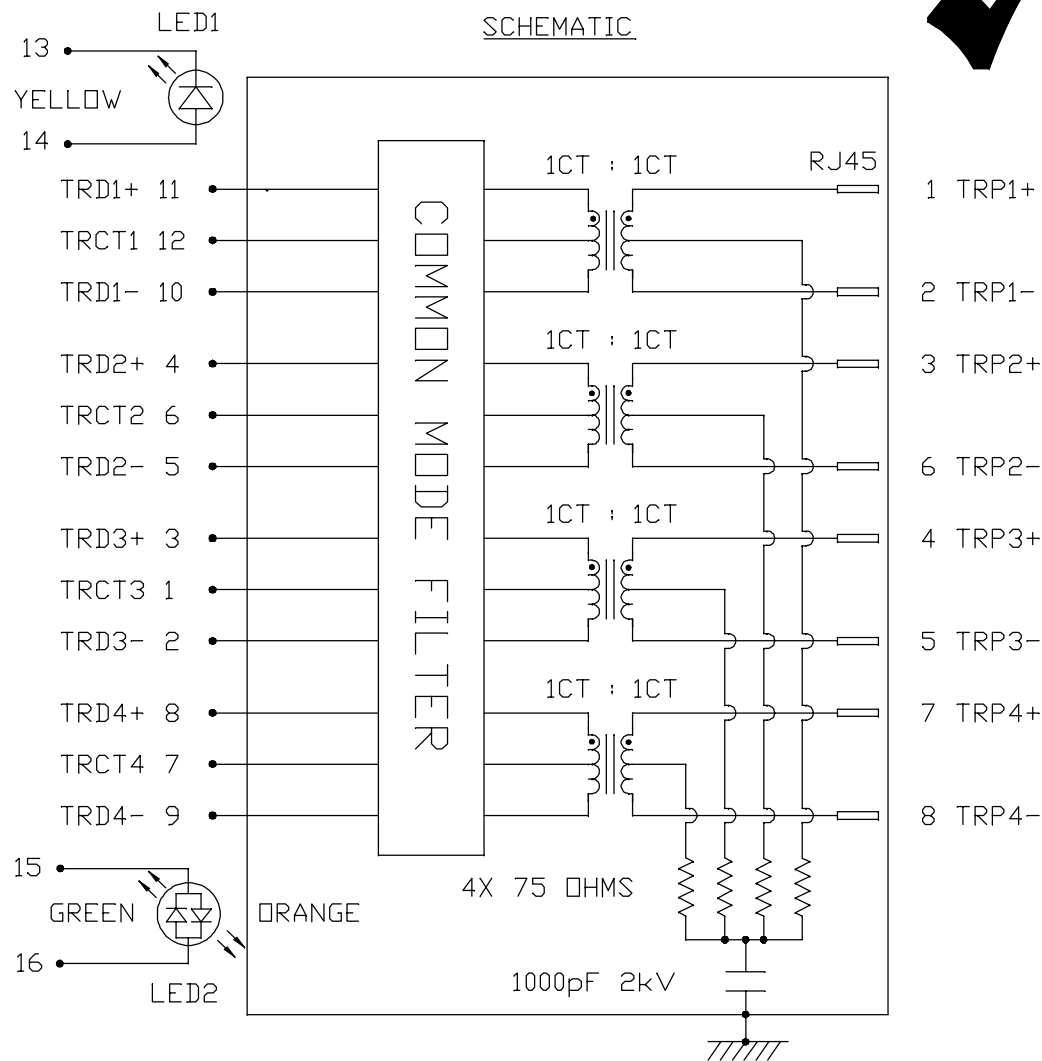 SCHEMATIC
LED1
13
YELLOW
14
1CT : 1CT
RJ45
TRD1+ 11
1 TRP1+
TRCT1 12
TRD1- 10
2 TRP1-
1CT : 1CT
TRD2+ 4
3 TRP2+
TRCT2 6
TRD2- 5
6 TRP2-
COMMON MODE FILTER
1CT : 1CT
TRD3+ 3
4 TRP3+
TRCT3 1
TRD3- 2
5 TRP3-
1CT : 1CT
TRD4+ 8
7 TRP4+
TRCT4 7
TRD4- 9
8 TRP4-
15
4X 75 OHMS
GREEN
ORANGE
16
LED2
1000pF 2kV